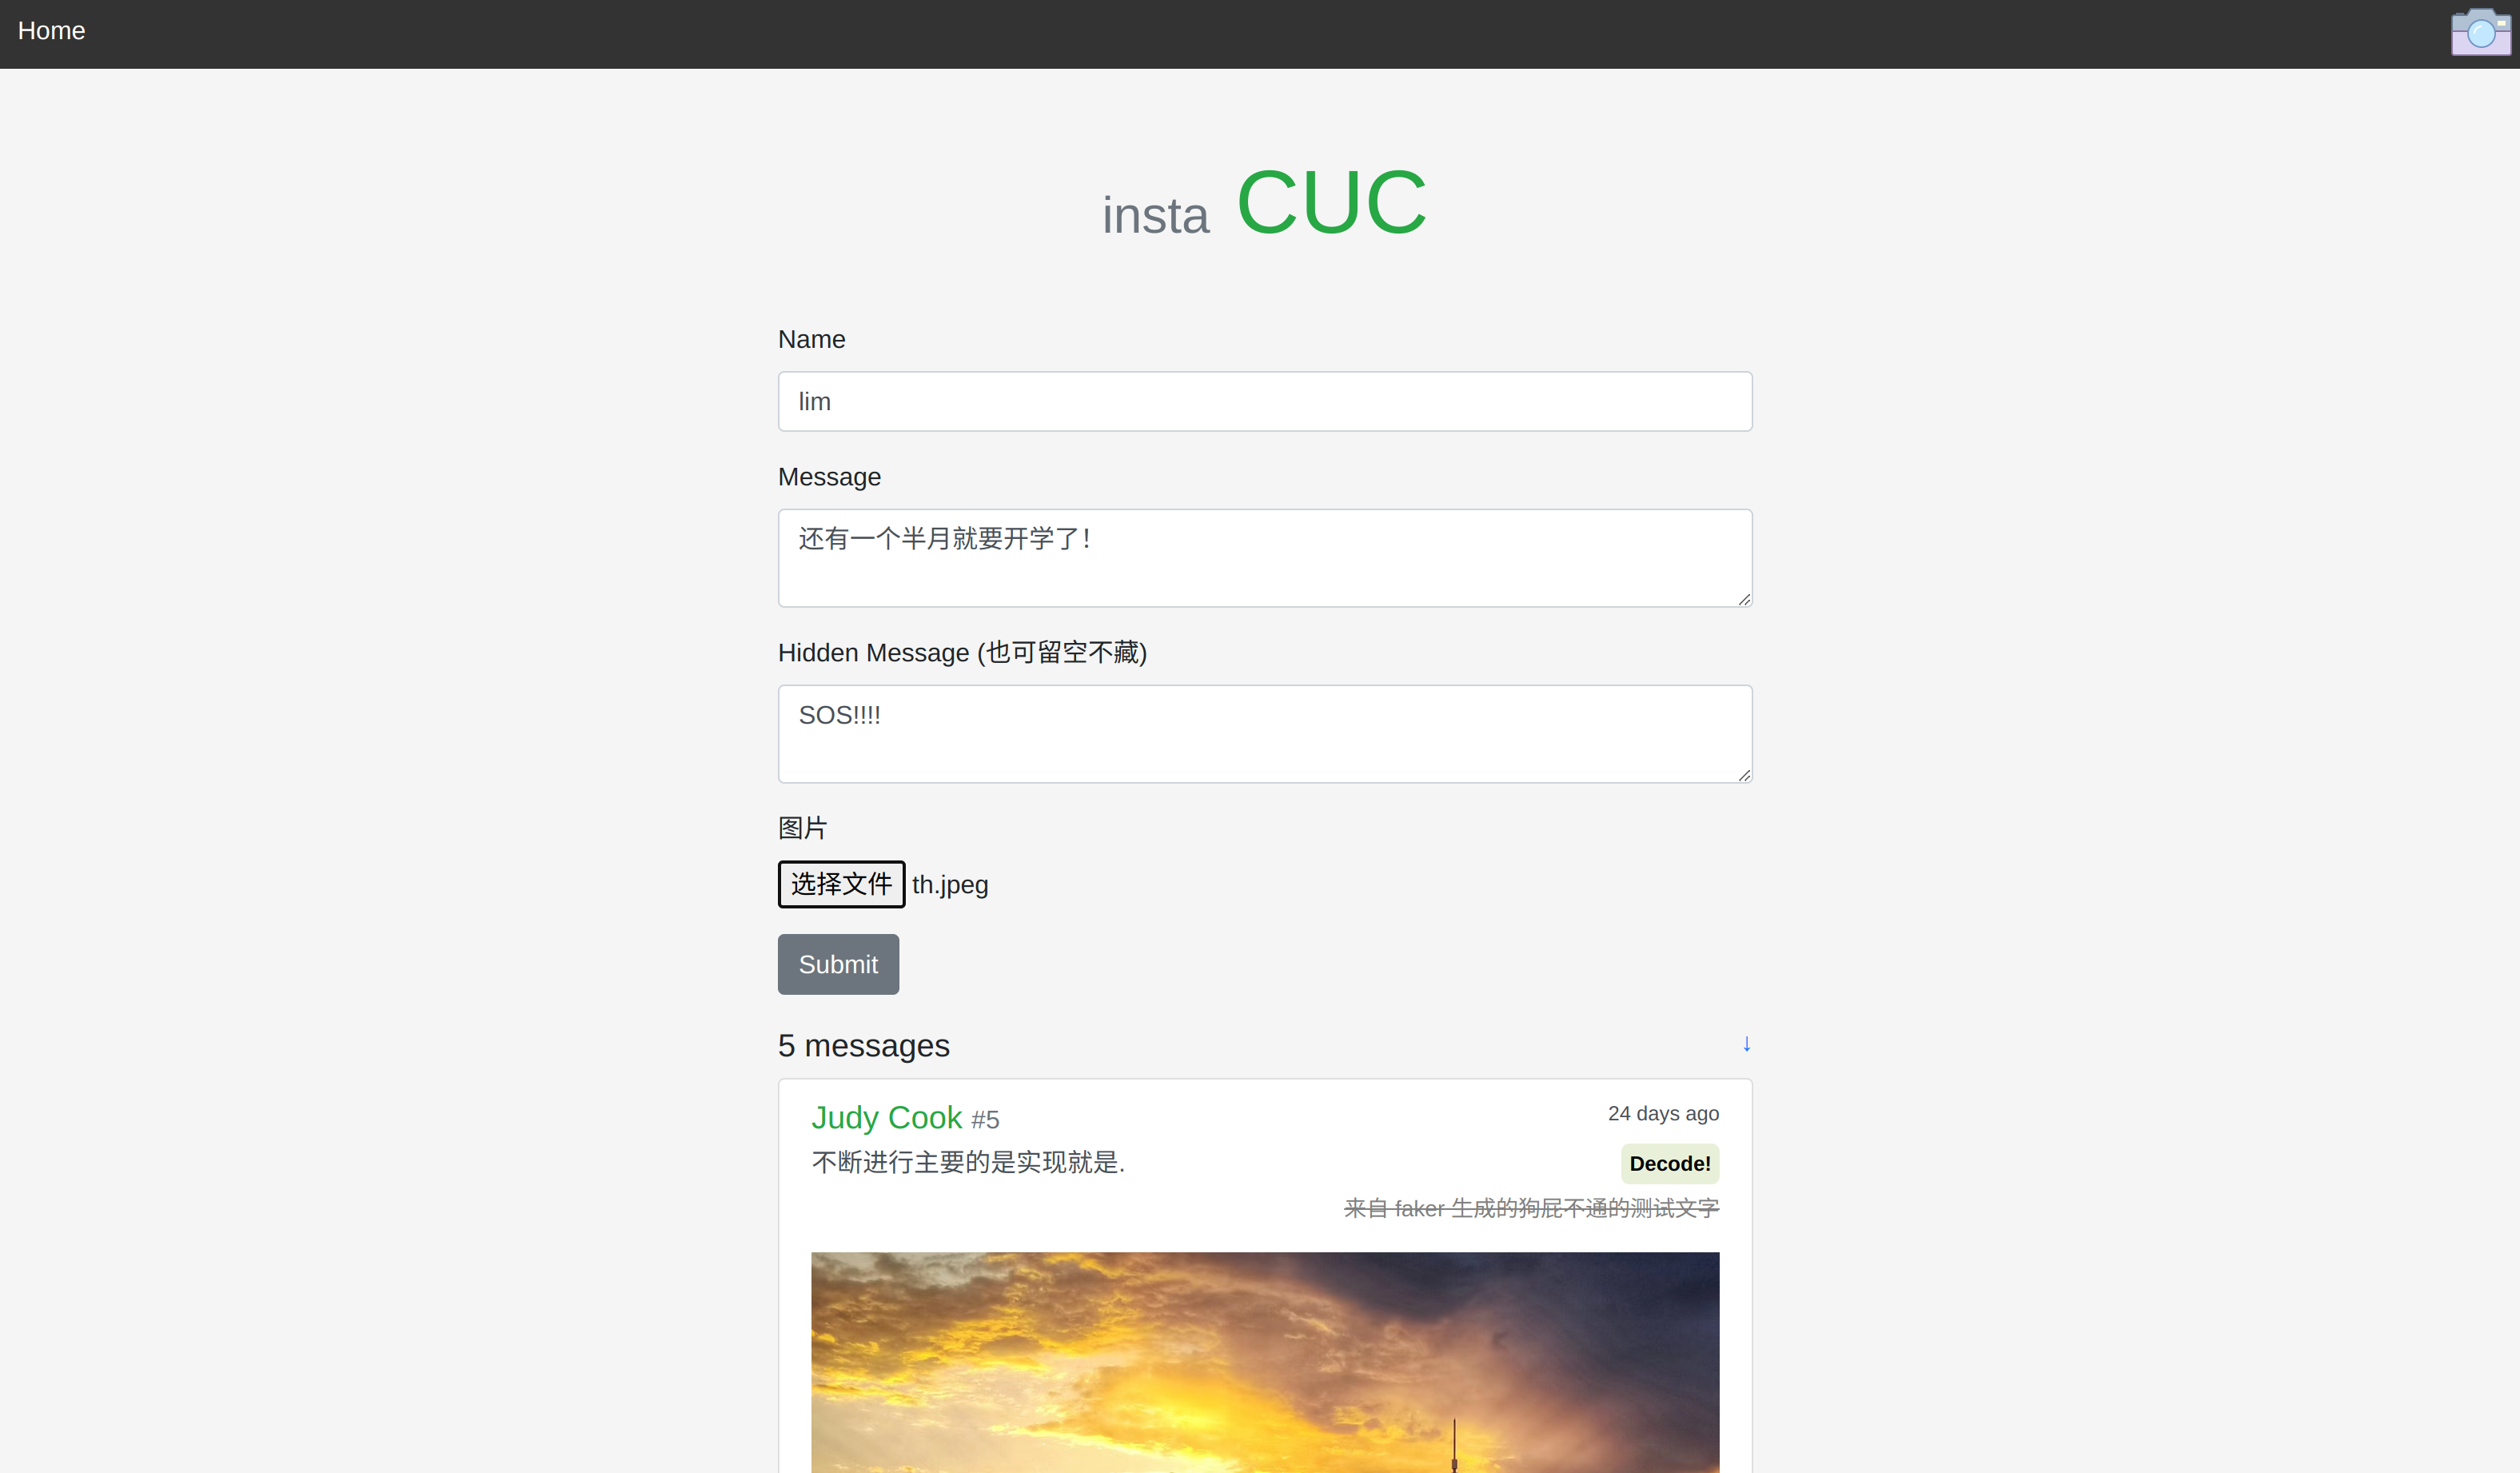 Home
insta CUC
Name
lim
Message
还有一个半月就要开学了！
Hidden Message (也可留空不藏)
SOS!!!!
图片
选择文件 th.jpeg
Submit
5 messages ↓
Judy Cook #5 24 days ago
不断进行主要的是实现就是. Decode!
来自 faker 生成的狗屁不通的测试文字